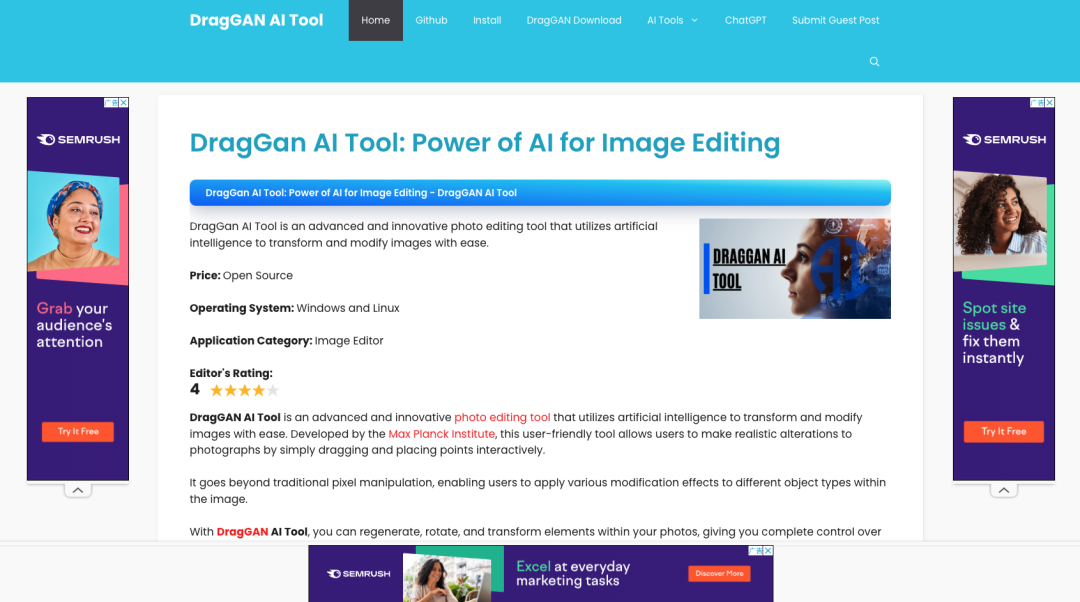 DragGAN AI Tool
Home
Github
Install
DragGAN Download
AI Tools
ChatGPT
Submit Guest Post
广告
SEMRUSH
Grab your
audience's
attention
Try It Free
DragGan AI Tool: Power of AI for Image Editing
DragGan AI Tool: Power of AI for Image Editing - DragGAN AI Tool
DragGan AI Tool is an advanced and innovative photo editing tool that utilizes artificial
intelligence to transform and modify images with ease.
DRAGGAN AI
TOOL
AI
Price: Open Source
Operating System: Windows and Linux
Application Category: Image Editor
Editor's Rating:
4
DragGAN AI Tool is an advanced and innovative photo editing tool that utilizes artificial intelligence to transform and modify
images with ease. Developed by the Max Planck Institute, this user-friendly tool allows users to make realistic alterations to
photographs by simply dragging and placing points interactively.
It goes beyond traditional pixel manipulation, enabling users to apply various modification effects to different object types within
the image.
With DragGAN AI Tool, you can regenerate, rotate, and transform elements within your photos, giving you complete control over
广告
SEMRUSH
Spot site
issues &
fix them
instantly
Try It Free
广告
SEMRUSH
Excel at everyday
marketing tasks
Discover More